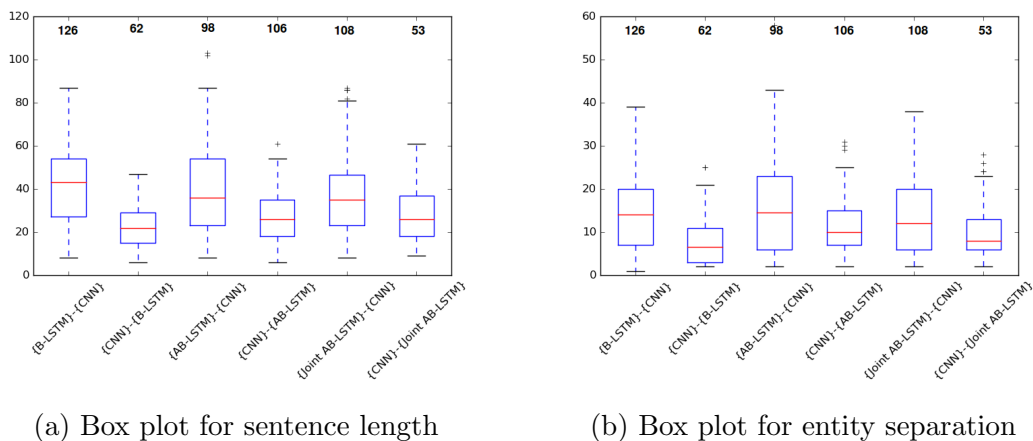 120
100
80
60
40
20
0
126 62 98 106 108 53
{B-LSTM}-{CNN}
{CNN}-{B-LSTM}
{AB-LSTM}-{CNN}
{CNN}-{AB-LSTM}
{Joint AB-LSTM}-{CNN}
{CNN}-{Joint AB-LSTM}
(a) Box plot for sentence length
60
50
40
30
20
10
0
126 62 98 106 108 53
{B-LSTM}-{CNN}
{CNN}-{B-LSTM}
{AB-LSTM}-{CNN}
{CNN}-{AB-LSTM}
{Joint AB-LSTM}-{CNN}
{CNN}-{Joint AB-LSTM}
(b) Box plot for entity separation